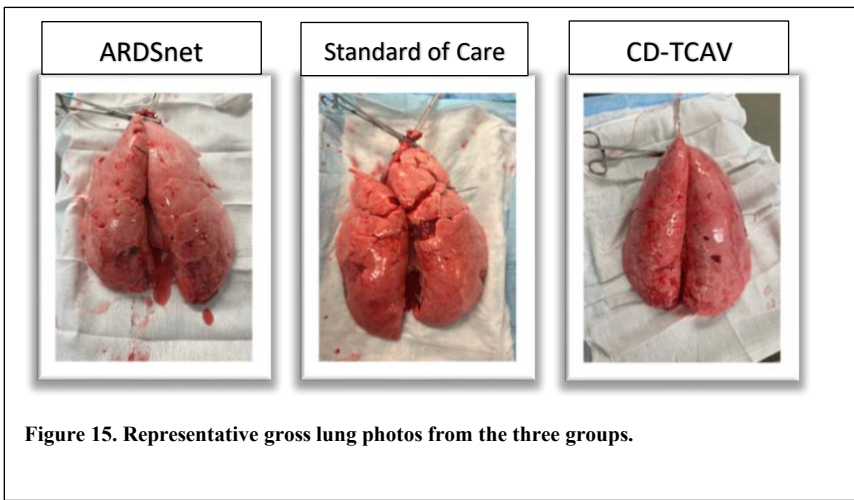 ARDSnet
Standard of Care
CD-TCAV
Figure 15. Representative gross lung photos from the three groups.